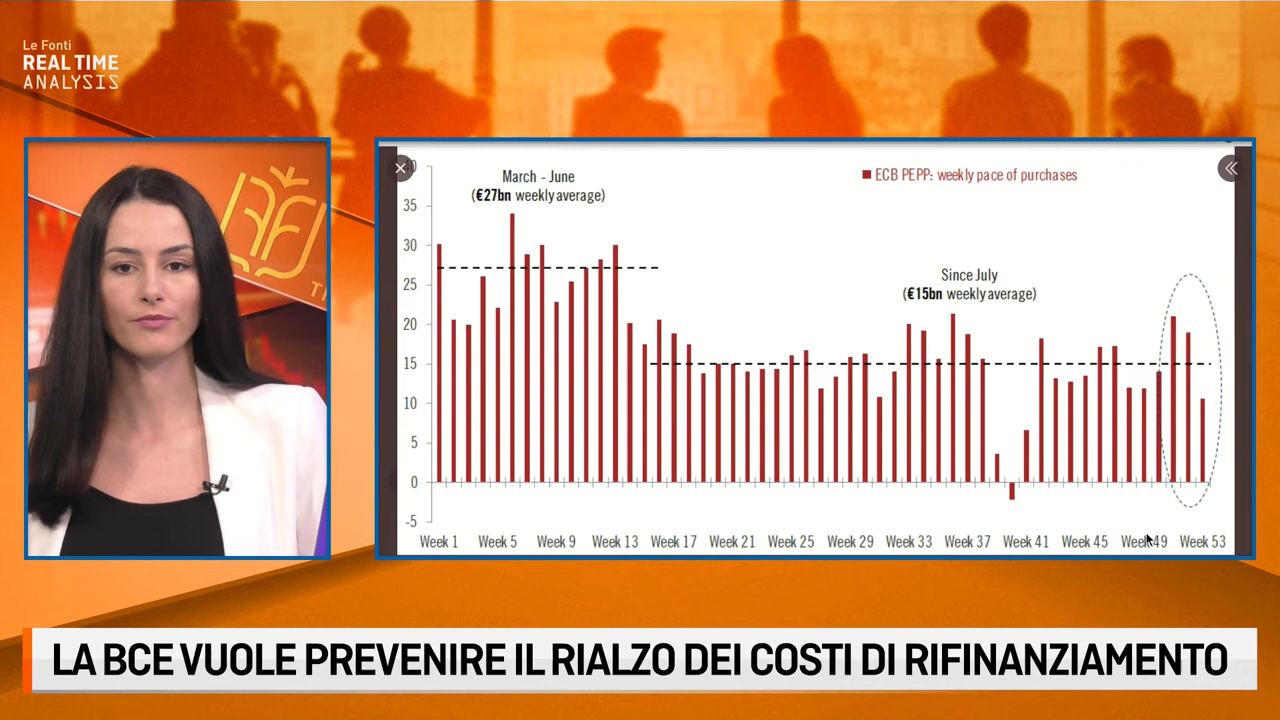 Le Fonti
REAL TIME
ANALYSIS
March - June
(€27bn weekly average)
ECB PEPP: weekly pace of purchases
Since July
(€15bn weekly average)
40
35
30
25
20
15
10
5
0
-5
Week 1 Week 5 Week 9 Week 13 Week 17 Week 21 Week 25 Week 29 Week 33 Week 37 Week 41 Week 45 Week 49 Week 53
LA BCE VUOLE PREVENIRE IL RIALZO DEI COSTI DI RIFINANZIAMENTO